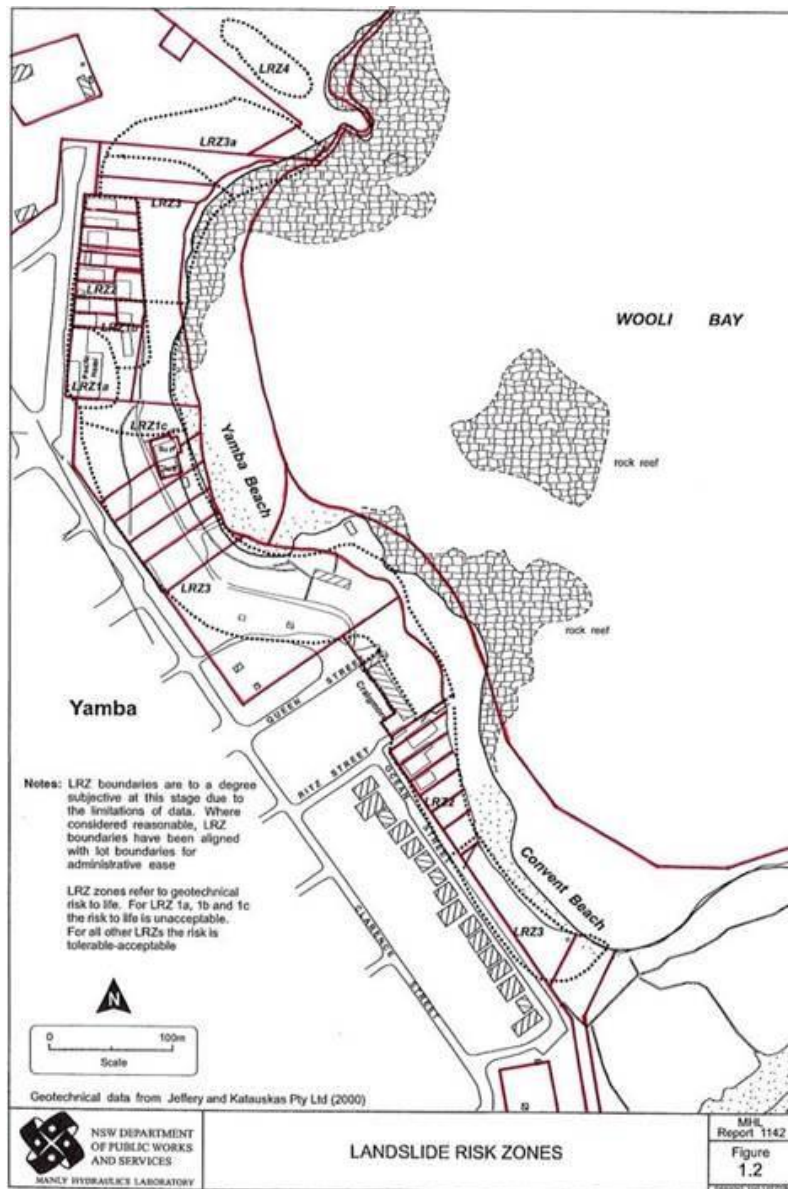 LRZ4
LRZ3a
LRZ3
LRZ2
LRZ1b
LRZ1a
LRZ1c
WOOLI BAY
rock reef
Yamba Beach
LRZ3
rock reef
Yamba
QUEEN STREET
Craigmore
RITZ STREET
OCEAN STREET
LRZ2
Convent Beach
LRZ3
CLARENCE STREET
Notes: LRZ boundaries are to a degree
subjective at this stage due to
the limitations of data. Where
considered reasonable, LRZ
boundaries have been aligned
with lot boundaries for
administrative ease
LRZ zones refer to geotechnical
risk to life. For LRZ 1a, 1b and 1c
the risk to life is unacceptable.
For all other LRZs the risk is
tolerable-acceptable
N
0 100m
Scale
Geotechnical data from Jeffery and Katauskas Pty Ltd (2000)
NSW DEPARTMENT
OF PUBLIC WORKS
AND SERVICES
MANLY HYDRAULICS LABORATORY
LANDSLIDE RISK ZONES
MHL
Report 1142
Figure
1.2